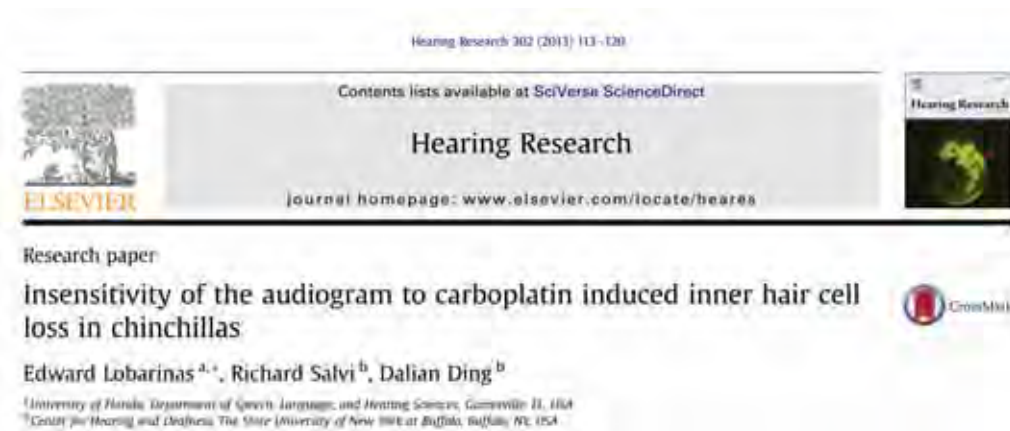 Hearing Research 302 (2013) 113–120
Contents lists available at SciVerse ScienceDirect
Hearing Research
journal homepage: www.elsevier.com/locate/heares
ELSEVIER
Hearing Research
Research paper
Insensitivity of the audiogram to carboplatin induced inner hair cell
loss in chinchillas
CrossMark
Edward Lobarinas a,*, Richard Salvi b, Dalian Ding b
a University of Florida, Department of Speech, Language, and Hearing Sciences, Gainesville, FL, USA
b Center for Hearing and Deafness, The State University of New York at Buffalo, Buffalo, NY, USA